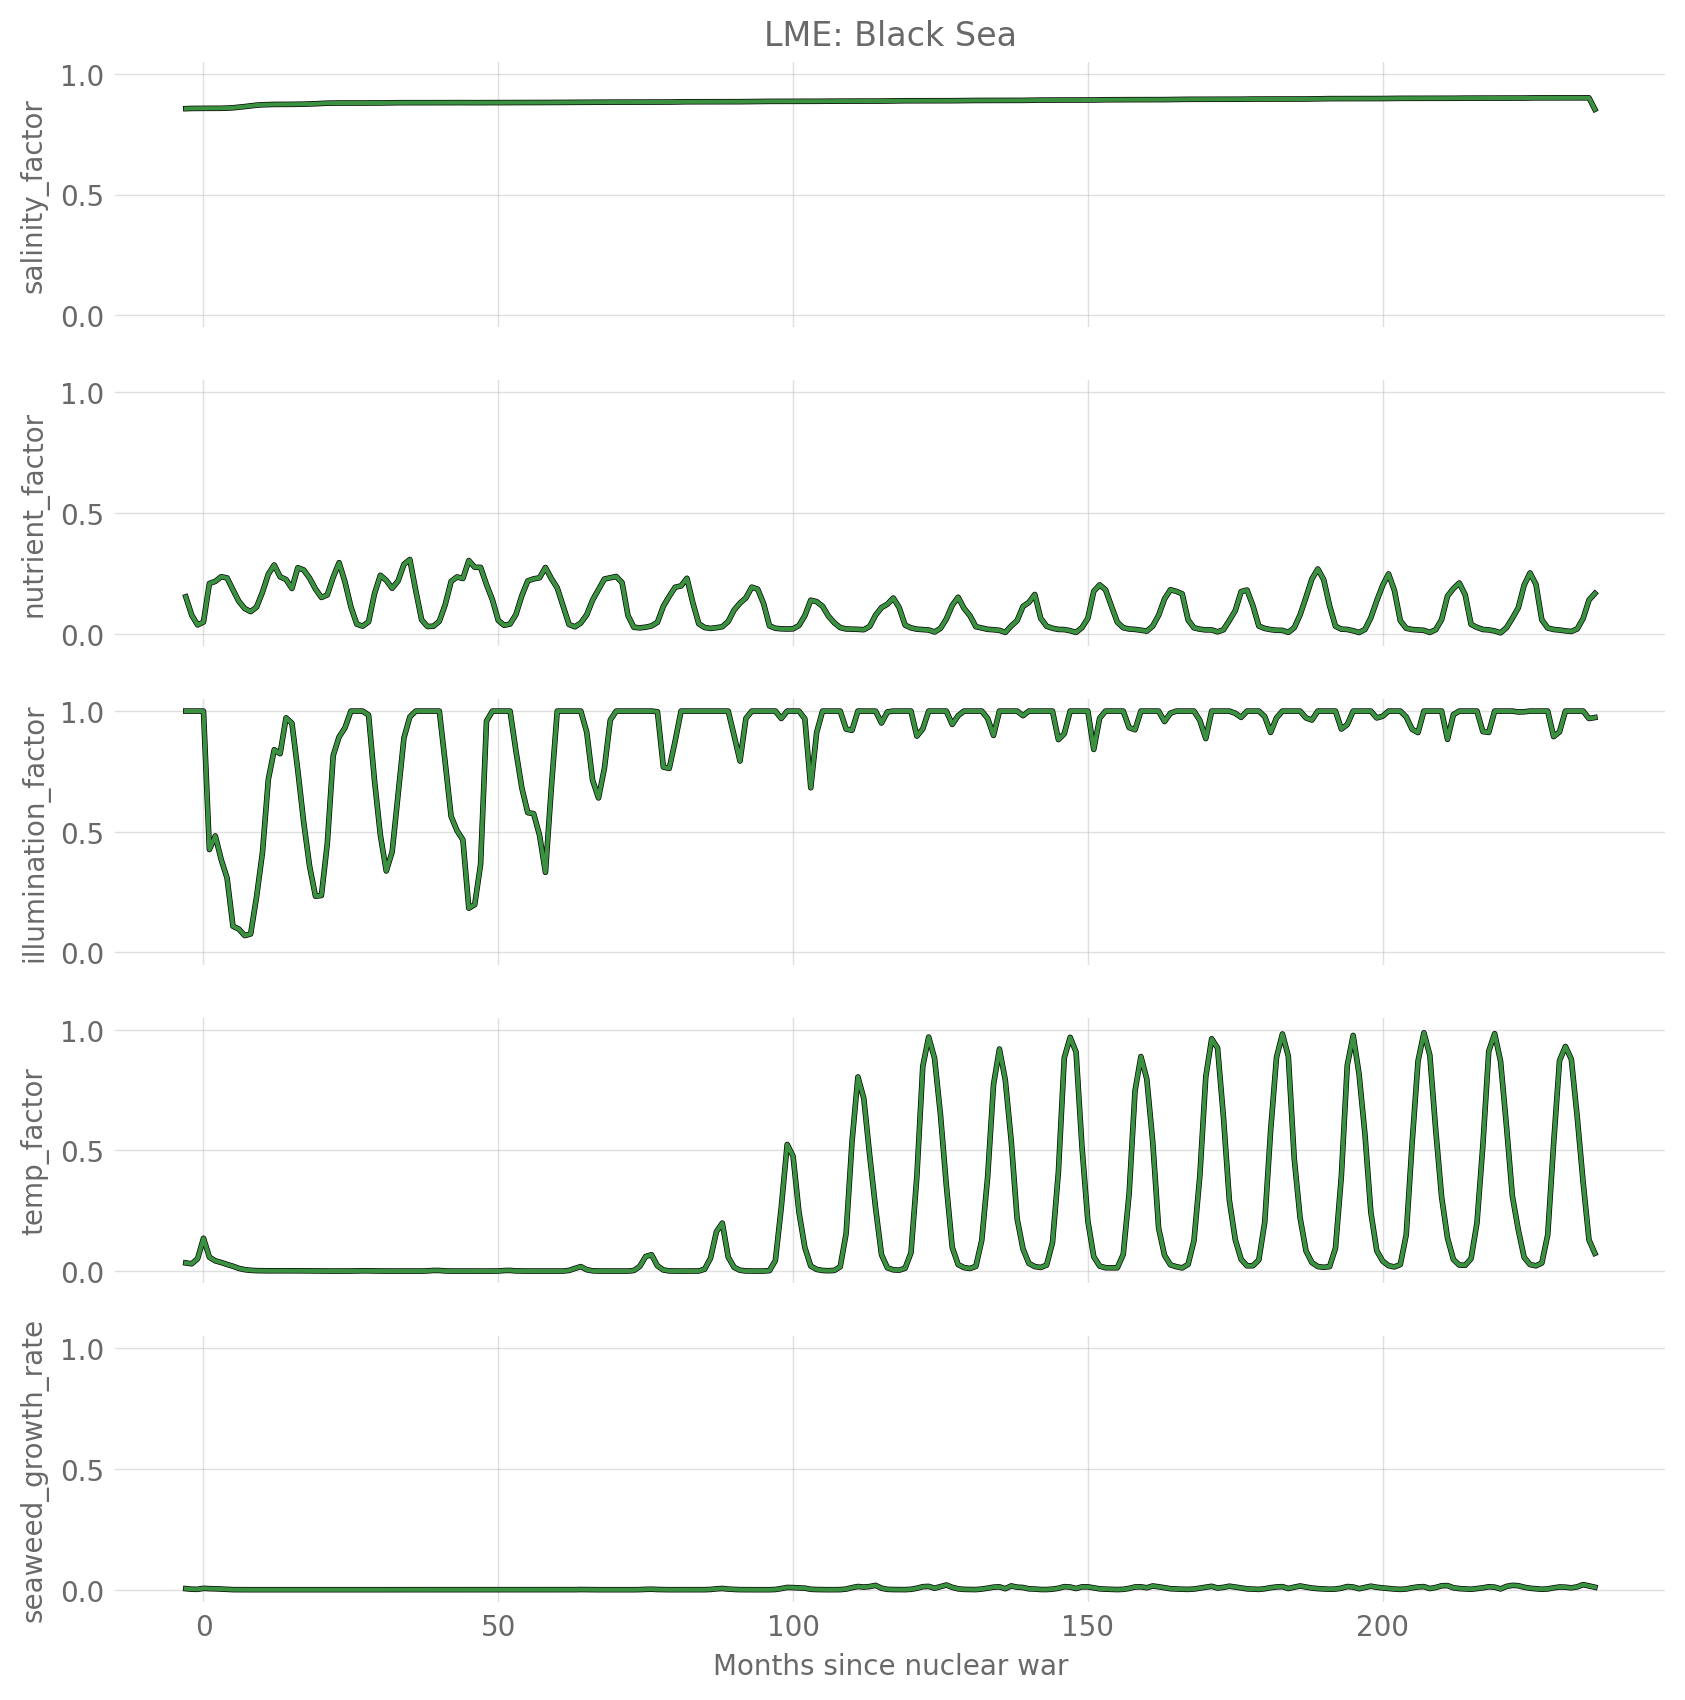 LME: Black Sea
1.0
0.5
0.0
salinity_factor
1.0
0.5
0.0
nutrient_factor
1.0
0.5
0.0
illumination_factor
1.0
0.5
0.0
temp_factor
1.0
0.5
0.0
seaweed_growth_rate
0 50 100 150 200
Months since nuclear war